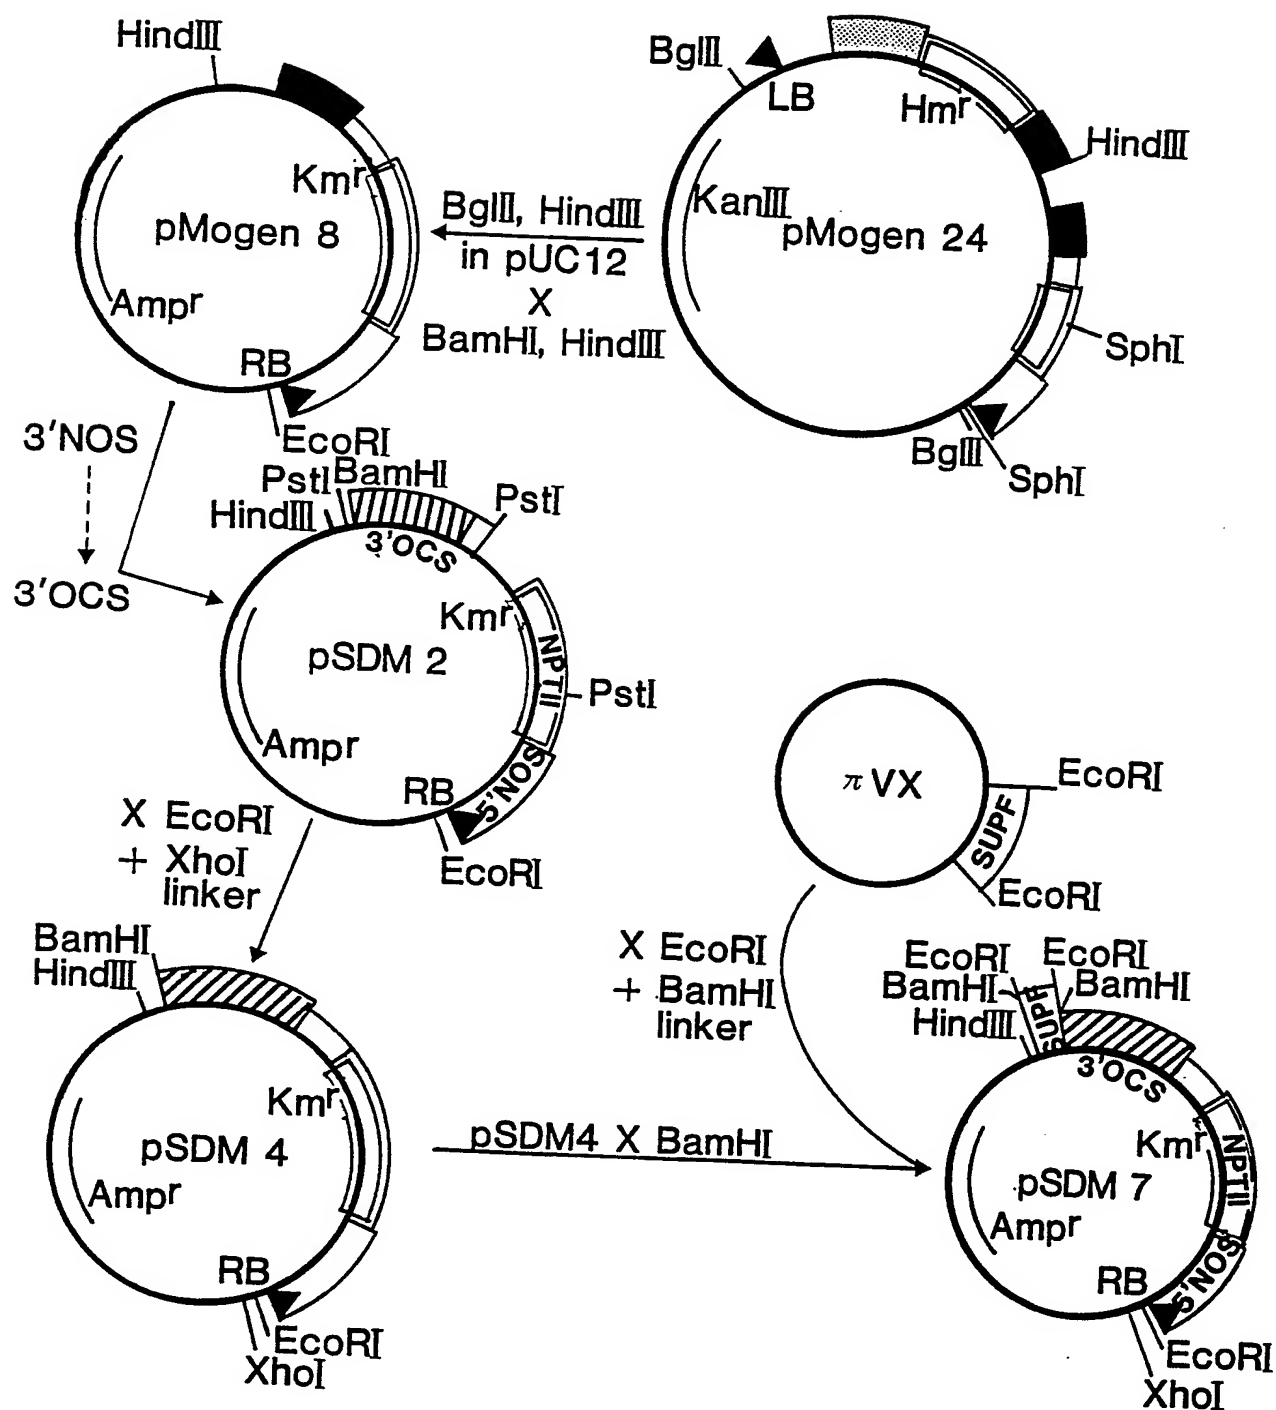 HindIII
Kmr
pMogen 8
Ampr
RB
EcoRI
BglII, HindIII
in pUC12
X
BamHI, HindIII
BglII
LB
Hmr
HindIII
KanIII
pMogen 24
SphI
BglII
SphI
3'NOS
3'OCS
PstI
BamHI
PstI
HindIII
3'OCS
Kmr
pSDM 2
NPTII
PstI
Ampr
RB
5'NOS
EcoRI
X EcoRI
+ XhoI
linker
π VX
EcoRI
SUPF
EcoRI
X EcoRI
+ BamHI
linker
BamHI
HindIII
Kmr
pSDM 4
Ampr
RB
EcoRI
XhoI
pSDM4 X BamHI
EcoRI
EcoRI
BamHI
BamHI
HindIII
SUPF
3'OCS
Kmr
NPTII
pSDM 7
Ampr
RB
5'NOS
EcoRI
XhoI